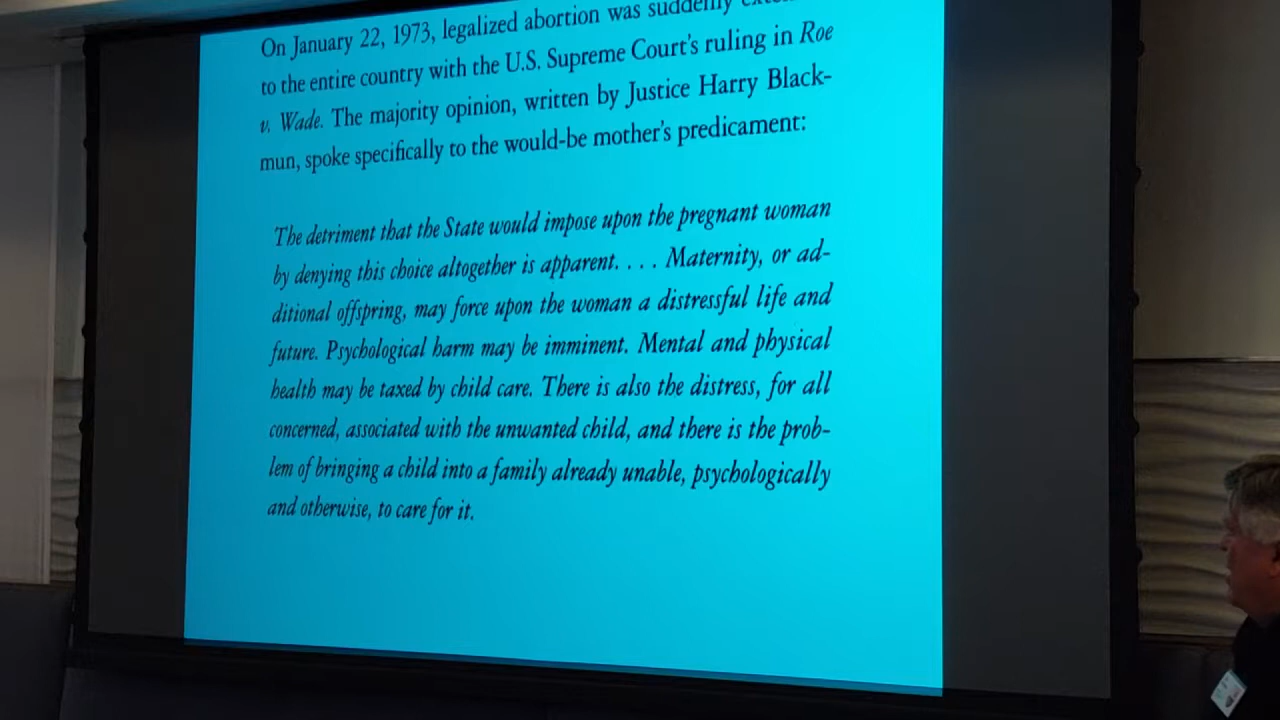 On January 22, 1973, legalized abortion was suddenly
to the entire country with the U.S. Supreme Court's ruling in Roe
v. Wade. The majority opinion, written by Justice Harry Black-
mun, spoke specifically to the would-be mother's predicament:
The detriment that the State would impose upon the pregnant woman
by denying this choice altogether is apparent. . . . Maternity, or ad-
ditional offspring, may force upon the woman a distressful life and
future. Psychological harm may be imminent. Mental and physical
health may be taxed by child care. There is also the distress, for all
concerned, associated with the unwanted child, and there is the prob-
lem of bringing a child into a family already unable, psychologically
and otherwise, to care for it.